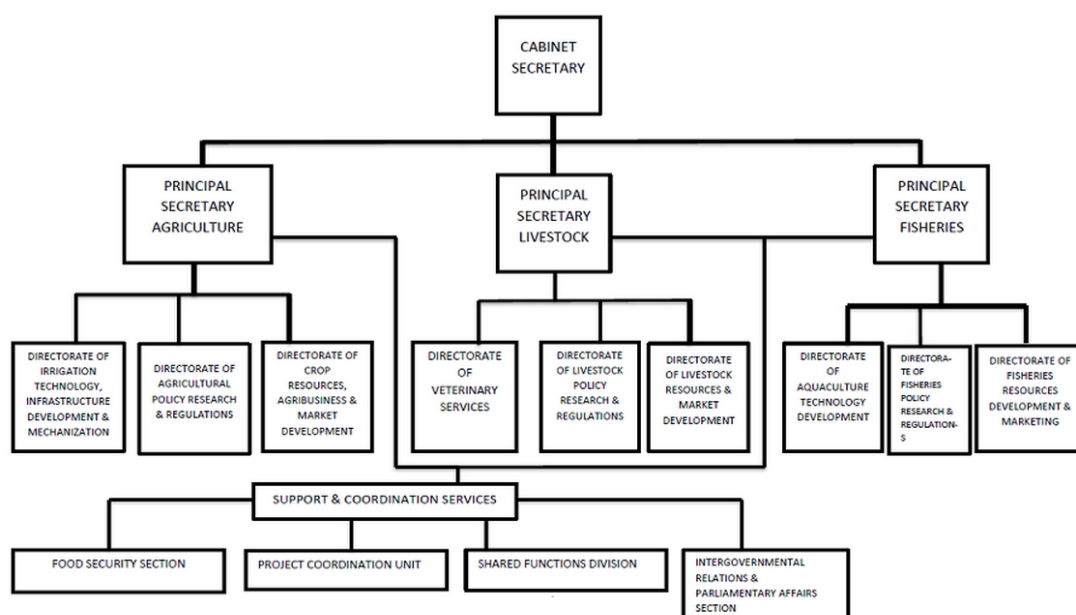 CABINET
SECRETARY
PRINCIPAL
SECRETARY
AGRICULTURE
PRINCIPAL
SECRETARY
LIVESTOCK
PRINCIPAL
SECRETARY
FISHERIES
DIRECTORATE OF
IRRIGATION
TECHNOLOGY,
INFRASTRUCTURE
DEVELOPMENT &
MECHANIZATION
DIRECTORATE OF
AGRICULTURAL
POLICY RESEARCH
& REGULATIONS
DIRECTORATE OF
CROP
RESOURCES,
AGRIBUSINESS &
MARKET
DEVELOPMENT
DIRECTORATE
OF
VETERINARY
SERVICES
DIRECTORATE
OF LIVESTOCK
POLICY
RESEARCH &
REGULATIONS
DIRECTORATE
OF LIVESTOCK
RESOURCES &
MARKET
DEVELOPMENT
DIRECTORATE
OF
AQUACULTURE
TECHNOLOGY
DEVELOPMENT
DIRECTORA-
TE OF
FISHERIES
POLICY
RESEARCH &
REGULATION-
S
DIRECTORATE OF
FISHERIES
RESOURCES
DEVELOPMENT &
MARKETING
SUPPORT & COORDINATION SERVICES
FOOD SECURITY SECTION
PROJECT COORDINATION UNIT
SHARED FUNCTIONS DIVISION
INTERGOVERNMENTAL
RELATIONS &
PARLIAMENTARY AFFAIRS
SECTION